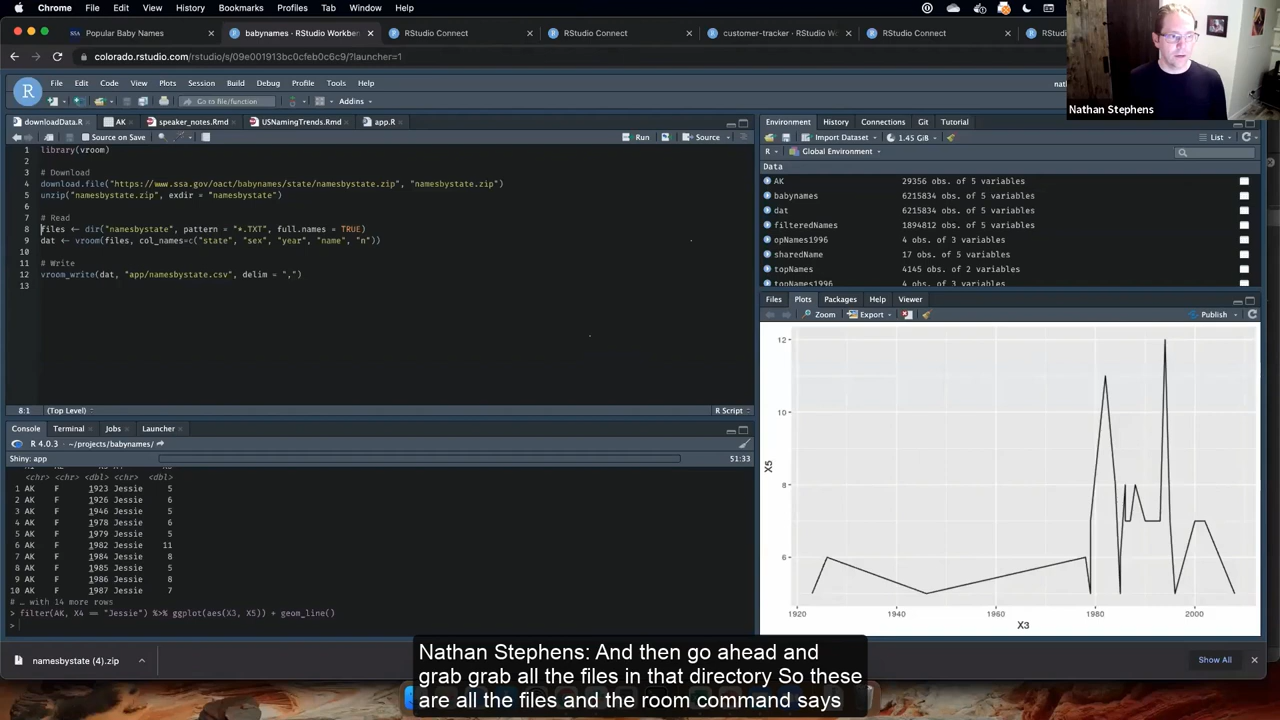 Chrome File Edit View History Bookmarks Profiles Tab Window Help
SSA Popular Baby Names
babynames - RStudio Workben
RStudio Connect
RStudio Connect
customer-tracker - RStudio W
RStudio Connect
RStudio
colorado.rstudio.com/rstudio/s/09e001913bc0cfeb0c6c9/?launcher=1
R File Edit Code View Plots Session Build Debug Profile Tools Help
Go to file/function Addins
downloadData.R AK speaker_notes.Rmd USNamingTrends.Rmd app.R
Source on Save Run Source
1 library(vroom)
2
3 # Download
4 download.file("https://www.ssa.gov/oact/babynames/state/namesbystate.zip", "namesbystate.zip")
5 unzip("namesbystate.zip", exdir = "namesbystate")
6
7 # Read
8 files ← dir("namesbystate", pattern = "*.TXT", full.names = TRUE)
9 dat ← vroom(files, col_names=c("state", "sex", "year", "name", "n"))
10
11 # Write
12 vroom_write(dat, "app/namesbystate.csv", delim = ",")
13
8:1 (Top Level) R Script
Console Terminal Jobs Launcher
R 4.0.3 · ~/projects/babynames/
Shiny: app 51:33
<chr> <chr> <dbl> <chr> <dbl>
1 AK F 1923 Jessie 5
2 AK F 1926 Jessie 6
3 AK F 1946 Jessie 5
4 AK F 1978 Jessie 6
5 AK F 1979 Jessie 5
6 AK F 1982 Jessie 11
7 AK F 1984 Jessie 8
8 AK F 1985 Jessie 5
9 AK F 1986 Jessie 8
10 AK F 1987 Jessie 7
# … with 14 more rows
> filter(AK, X4 == "Jessie") %>% ggplot(aes(X3, X5)) + geom_line()
>
Environment History Connections Git Tutorial
Import Dataset 1.45 GiB List
R Global Environment
Data
AK 29356 obs. of 5 variables
babynames 6215834 obs. of 5 variables
dat 6215834 obs. of 5 variables
filteredNames 1894812 obs. of 5 variables
opNames1996 4 obs. of 3 variables
sharedName 17 obs. of 5 variables
topNames 4145 obs. of 2 variables
topNames1996 4 obs. of 3 variables
Files Plots Packages Help Viewer
Zoom Export Publish
12
10
8
6
X5
1920 1940 1960 1980 2000
X3
Nathan Stephens
namesbystate (4).zip
Show All
Nathan Stephens: And then go ahead and
grab grab all the files in that directory So these
are all the files and the room command says